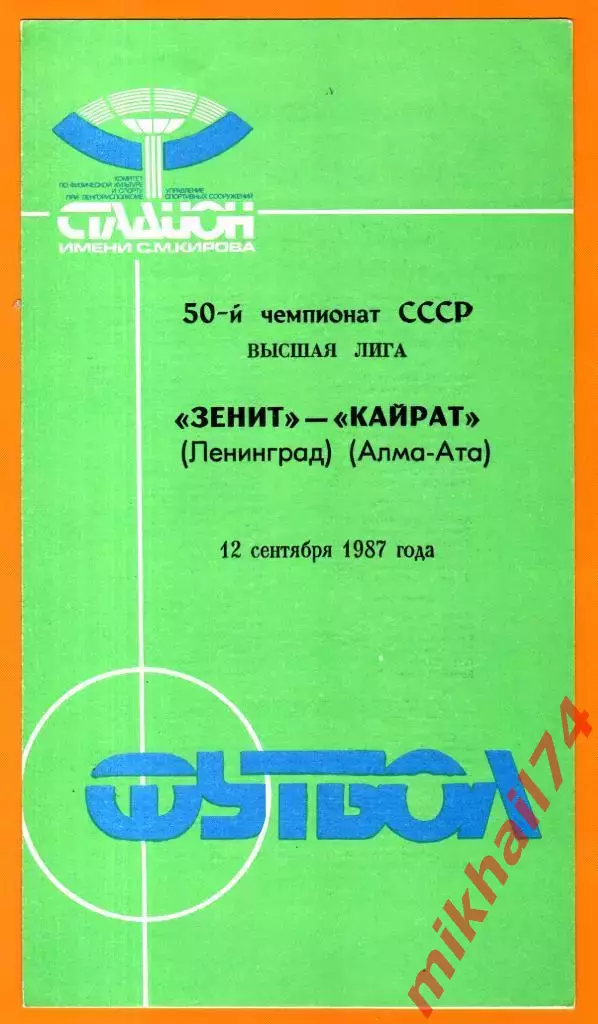 КОМИТЕТ
ПО ФИЗИЧЕСКОЙ КУЛЬТУРЕ
И СПОРТУ УПРАВЛЕНИЕ
ПРИ ЛЕНГОРИСПОЛКОМЕ СПОРТИВНЫХ СООРУЖЕНИЙ
СТАДИОН
ИМЕНИ С.М.КИРОВА
50-й чемпионат СССР
ВЫСШАЯ ЛИГА
«ЗЕНИТ» — «КАЙРАТ»
(Ленинград) (Алма-Ата)
12 сентября 1987 года
ФУТБОЛ
mikhail74